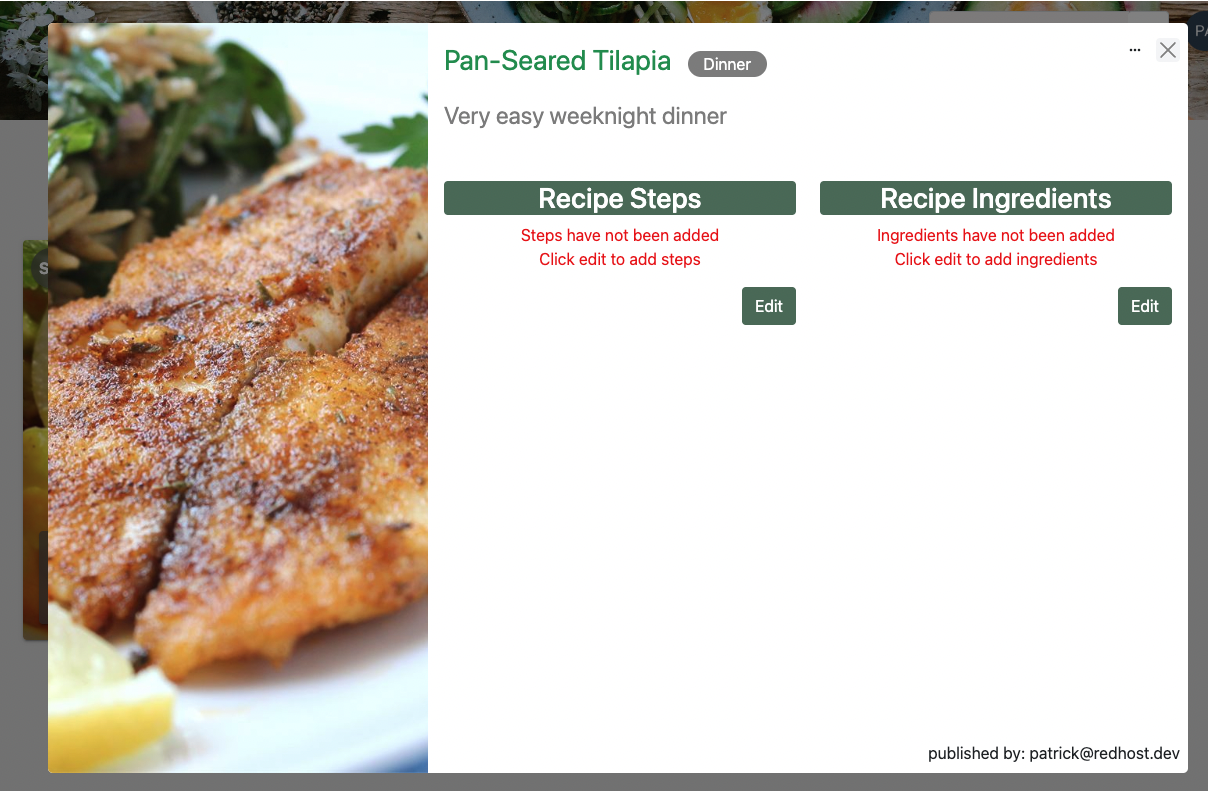 Pan-Seared Tilapia Dinner
...
Very easy weeknight dinner
Recipe Steps
Steps have not been added
Click edit to add steps
Edit
Recipe Ingredients
Ingredients have not been added
Click edit to add ingredients
Edit
published by: patrick@redhost.dev